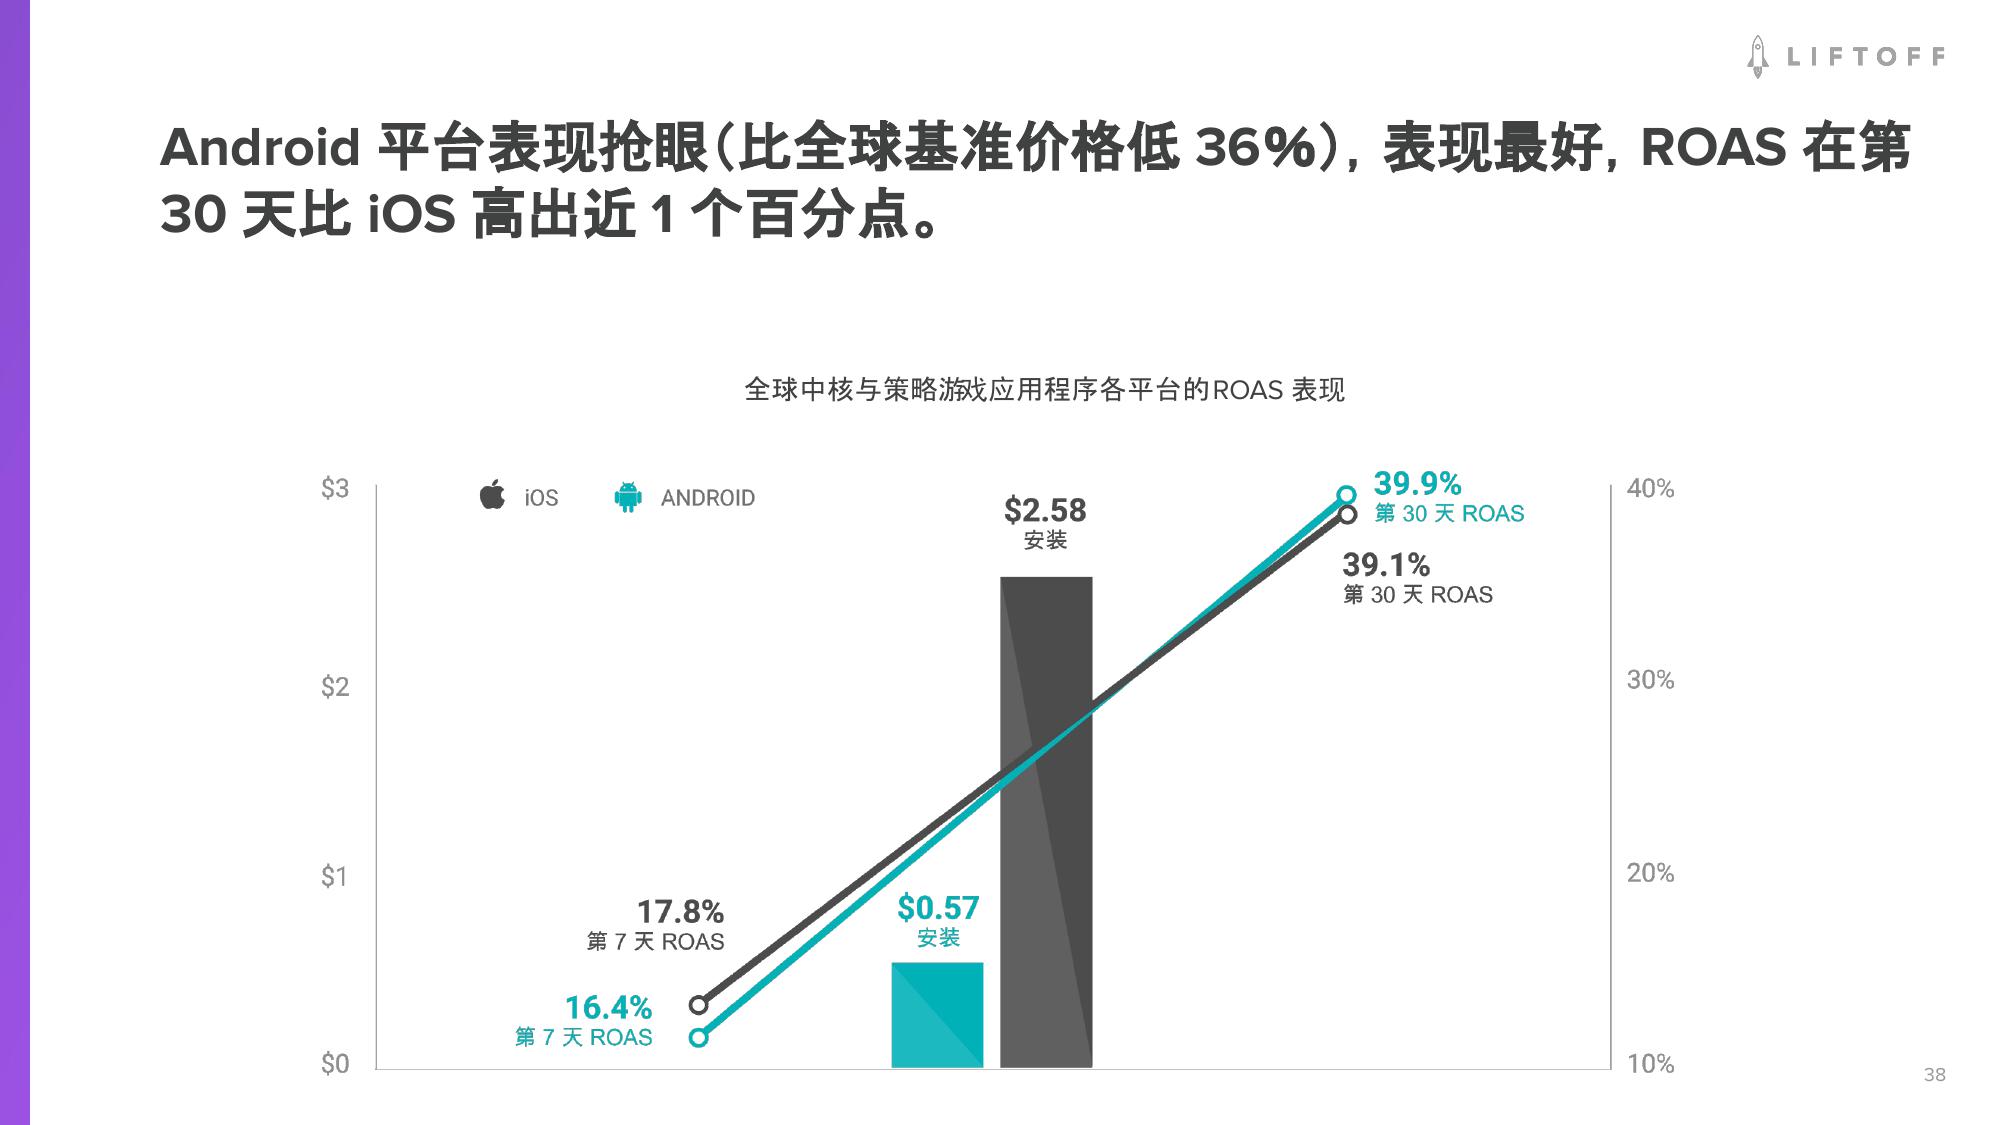 LIFTOFF
Android 平台表现抢眼（比全球基准价格低 36%），表现最好，ROAS 在第
30 天比 iOS 高出近 1 个百分点。
全球中核与策略游戏应用程序各平台的ROAS 表现
$3
iOS
ANDROID
$2.58
安装
39.9%
第 30 天 ROAS
40%
39.1%
第 30 天 ROAS
$2
30%
$1
20%
17.8%
第 7 天 ROAS
$0.57
安装
16.4%
第 7 天 ROAS
$0
10%
38